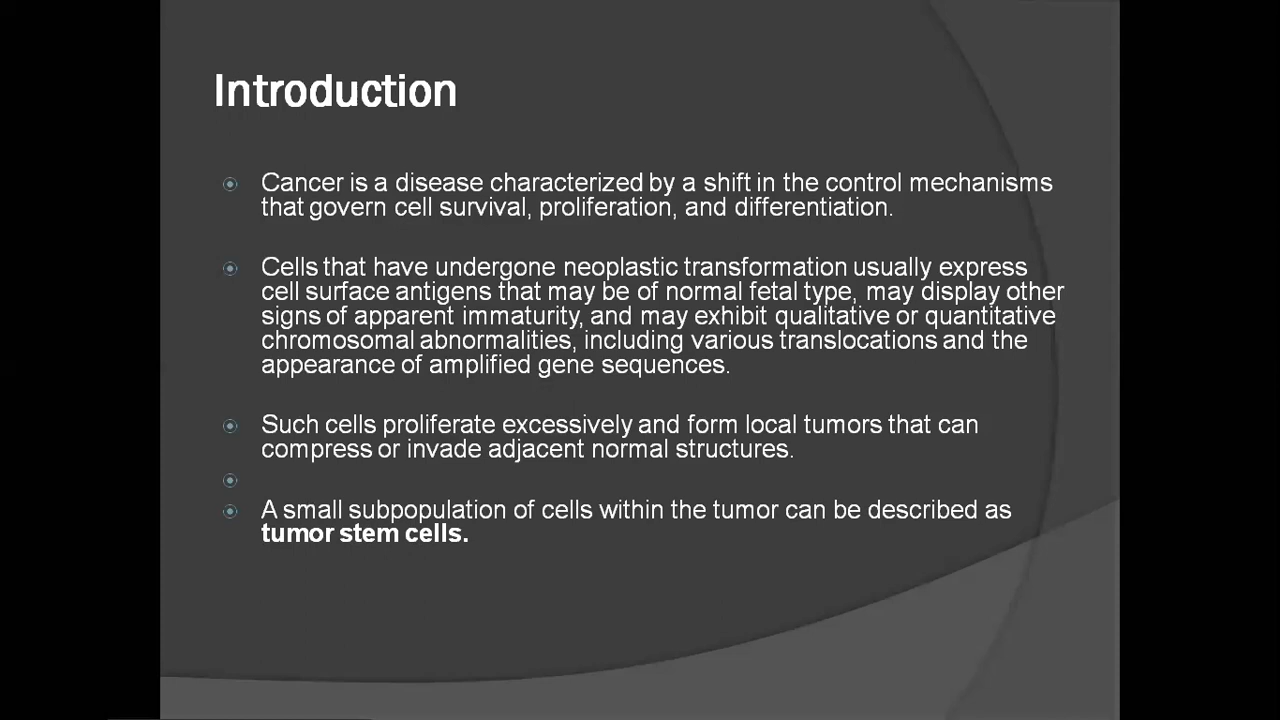 Introduction
Cancer is a disease characterized by a shift in the control mechanisms
that govern cell survival, proliferation, and differentiation.
Cells that have undergone neoplastic transformation usually express
cell surface antigens that may be of normal fetal type, may display other
signs of apparent immaturity, and may exhibit qualitative or quantitative
chromosomal abnormalities, including various translocations and the
appearance of amplified gene sequences.
Such cells proliferate excessively and form local tumors that can
compress or invade adjacent normal structures.
A small subpopulation of cells within the tumor can be described as
tumor stem cells.